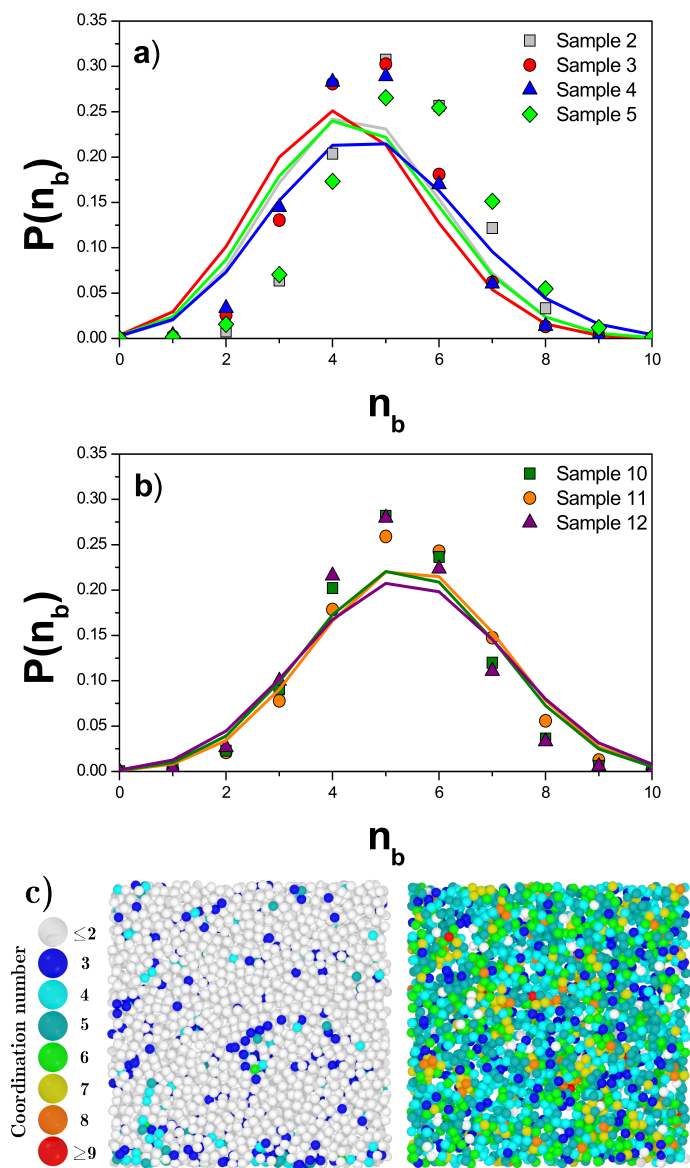 a)
Sample 2
Sample 3
Sample 4
Sample 5
0.35
0.30
0.25
0.20
0.15
0.10
0.05
0.00
P(n_b)
0 2 4 6 8 10
n_b
b)
Sample 10
Sample 11
Sample 12
0.35
0.30
0.25
0.20
0.15
0.10
0.05
0.00
P(n_b)
0 2 4 6 8 10
n_b
c)
Coordination number
≤2
3
4
5
6
7
8
≥9